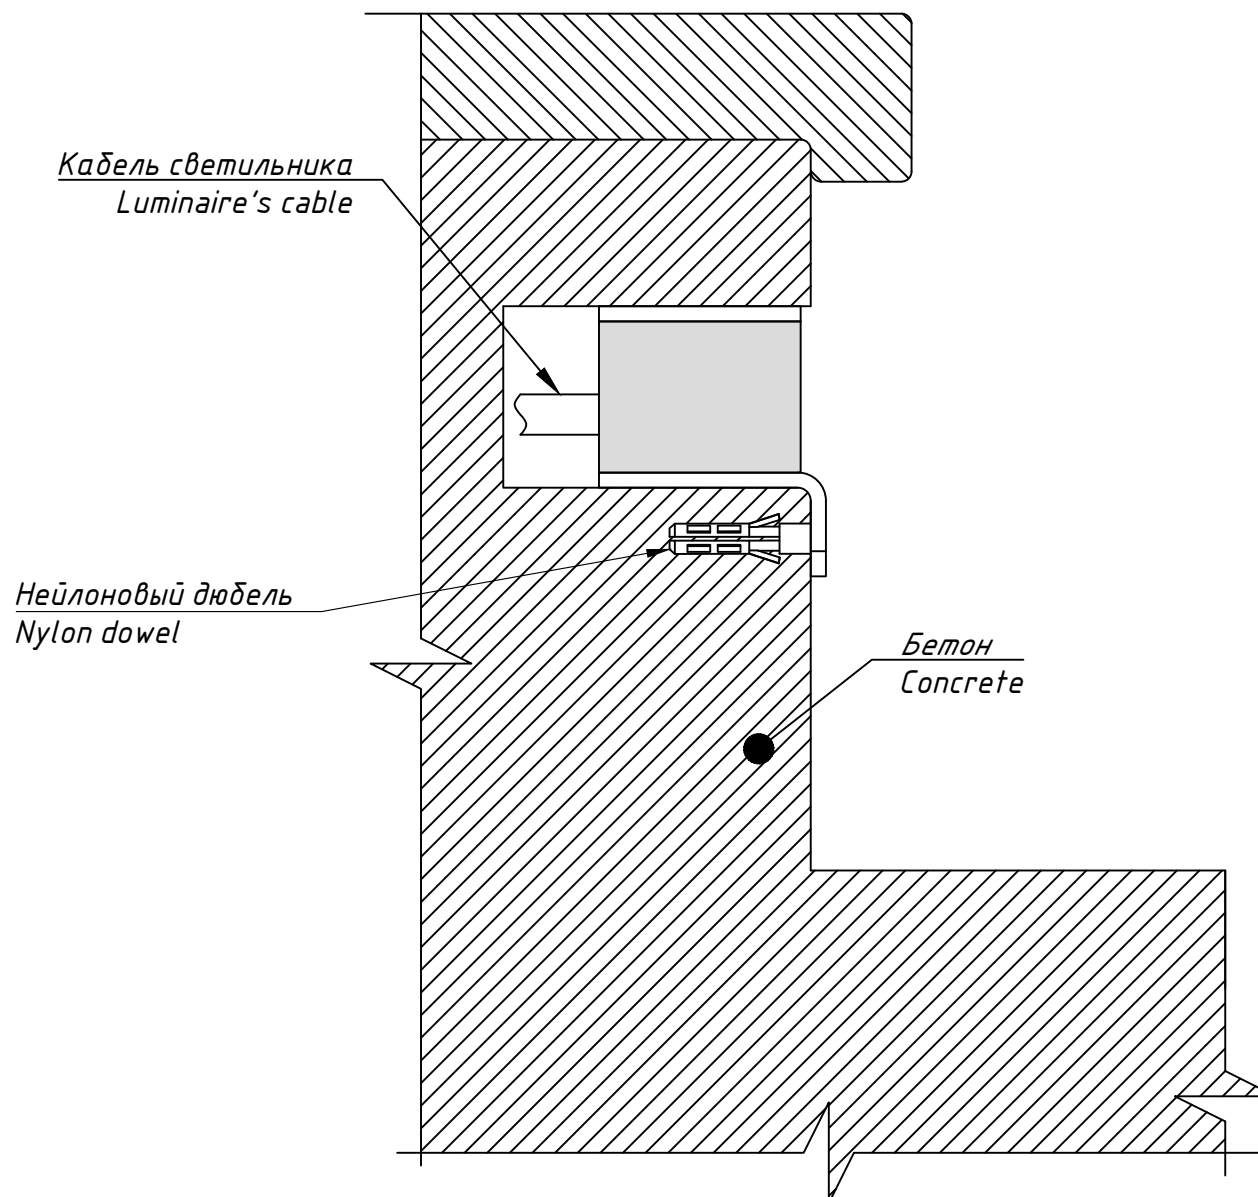 Кабель светильника
Luminaire's cable
Нейлоновый дюбель
Nylon dowel
Бетон
Concrete